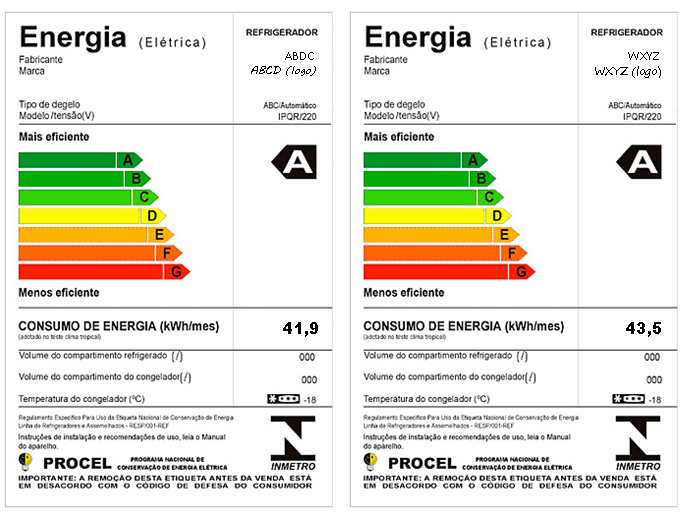 Energia (Elétrica)
REFRIGERADOR
Fabricante
ABDC
Marca
ABCD (logo)
Tipo de degelo
ABC/Automático
Modelo/tensão(V)
IPQR/220
Mais eficiente
A
A
B
C
D
E
F
G
Menos eficiente
CONSUMO DE ENERGIA (kWh/mes)
41,9
(adotado no teste clima tropical)
Volume do compartimento refrigerado (l)
000
Volume do compartimento do congelador(l)
000
Temperatura do congelador (ºC)
-18
Regulamento Específico Para Uso da Etiqueta Nacional de Conservação de Energia
Linha de Refrigeradores e Assemelhados - RESP/001-REF
Instruções de instalação e recomendações de uso, leia o Manual
do aparelho.
PROCEL
PROGRAMA NACIONAL DE
CONSERVAÇÃO DE ENERGIA ELÉTRICA
INMETRO
IMPORTANTE: A REMOÇÃO DESTA ETIQUETA ANTES DA VENDA ESTÁ
EM DESACORDO COM O CÓDIGO DE DEFESA DO CONSUMIDOR
Energia (Elétrica)
REFRIGERADOR
Fabricante
WXYZ
Marca
WXYZ (logo)
Tipo de degelo
ABC/Automático
Modelo/tensão(V)
IPQR/220
Mais eficiente
A
A
B
C
D
E
F
G
Menos eficiente
CONSUMO DE ENERGIA (kWh/mes)
43,5
(adotado no teste clima tropical)
Volume do compartimento refrigerado (l)
000
Volume do compartimento do congelador(l)
000
Temperatura do congelador (ºC)
-18
Regulamento Específico Para Uso da Etiqueta Nacional de Conservação de Energia
Linha de Refrigeradores e Assemelhados - RESP/001-REF
Instruções de instalação e recomendações de uso, leia o Manual
do aparelho.
PROCEL
PROGRAMA NACIONAL DE
CONSERVAÇÃO DE ENERGIA ELÉTRICA
INMETRO
IMPORTANTE: A REMOÇÃO DESTA ETIQUETA ANTES DA VENDA ESTÁ
EM DESACORDO COM O CÓDIGO DE DEFESA DO CONSUMIDOR